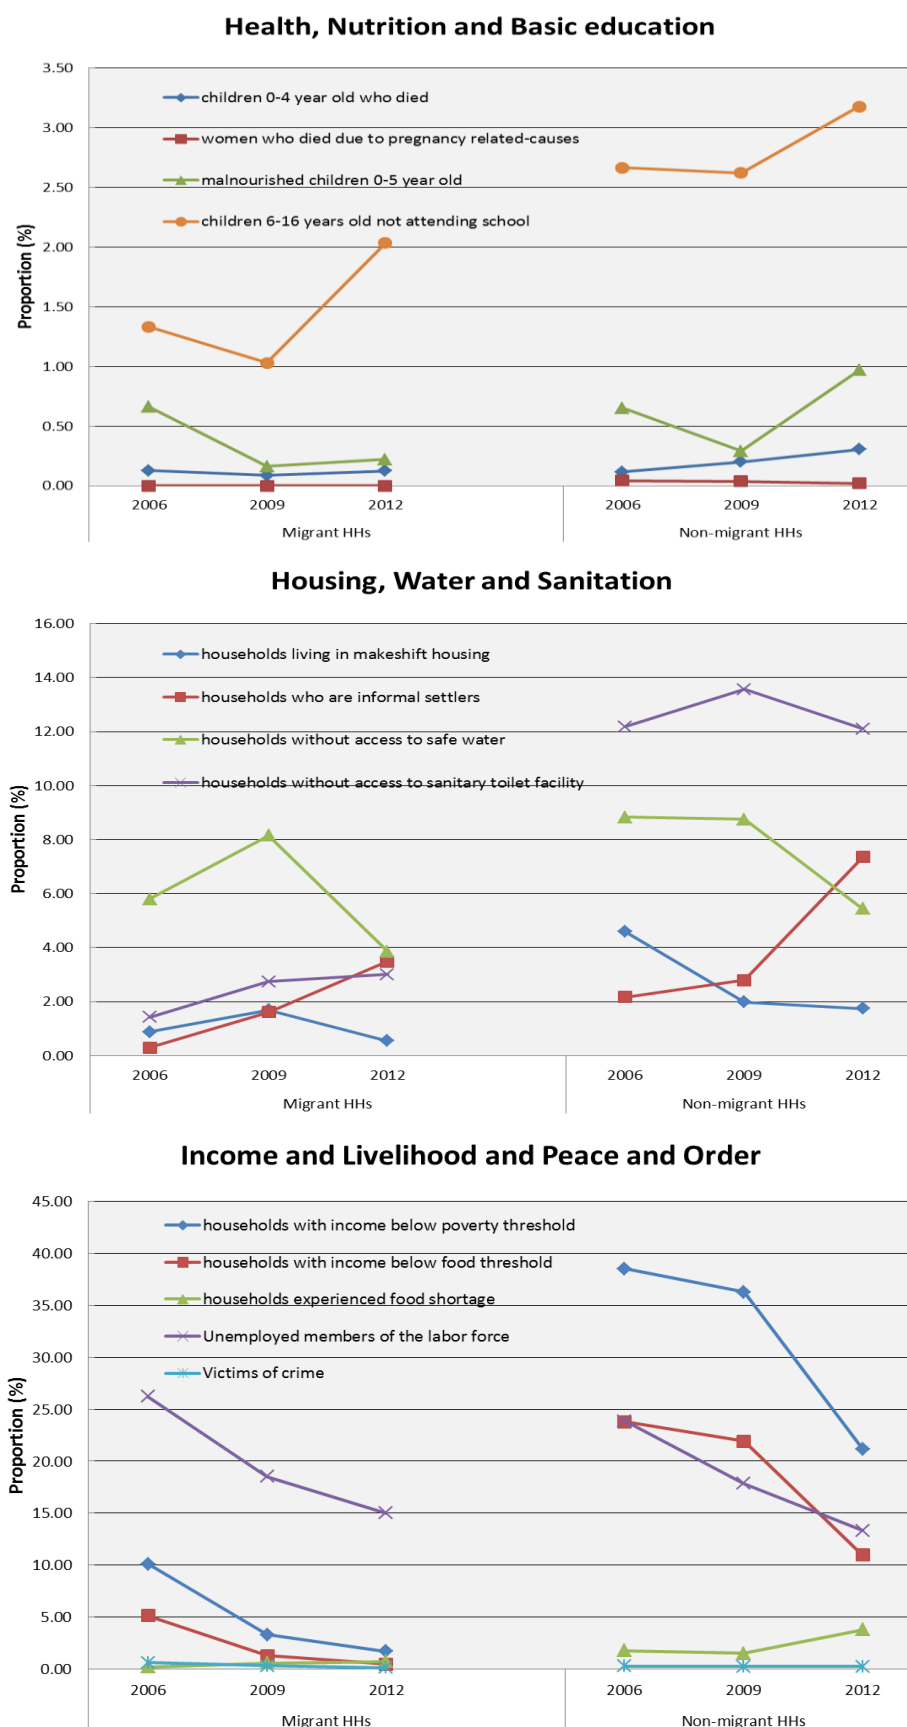 Health, Nutrition and Basic education
3.50
3.00
2.50
2.00
1.50
1.00
0.50
0.00
Proportion (%)
children 0-4 year old who died
women who died due to pregnancy related-causes
malnourished children 0-5 year old
children 6-16 years old not attending school
2006 2009 2012 2006 2009 2012
Migrant HHs Non-migrant HHs
Housing, Water and Sanitation
16.00
14.00
12.00
10.00
8.00
6.00
4.00
2.00
0.00
Proportion (%)
households living in makeshift housing
households who are informal settlers
households without access to safe water
households without access to sanitary toilet facility
2006 2009 2012 2006 2009 2012
Migrant HHs Non-migrant HHs
Income and Livelihood and Peace and Order
45.00
40.00
35.00
30.00
25.00
20.00
15.00
10.00
5.00
0.00
Proportion (%)
households with income below poverty threshold
households with income below food threshold
households experienced food shortage
Unemployed members of the labor force
Victims of crime
2006 2009 2012 2006 2009 2012
Migrant HHs Non-migrant HHs